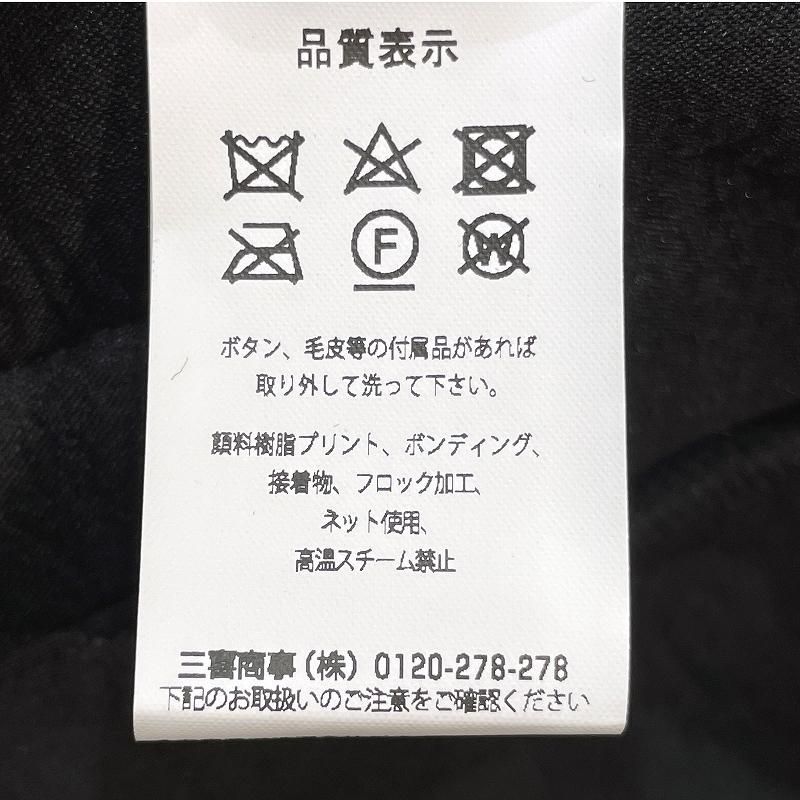 品質表示
F
W
ボタン、毛皮等の付属品があれば
取り外して洗って下さい。
顔料樹脂プリント、ボンディング、
接着物、フロック加工、
ネット使用、
高温スチーム禁止
三喜商事(株) 0120-278-278
下記のお取扱いのご注意をご確認ください